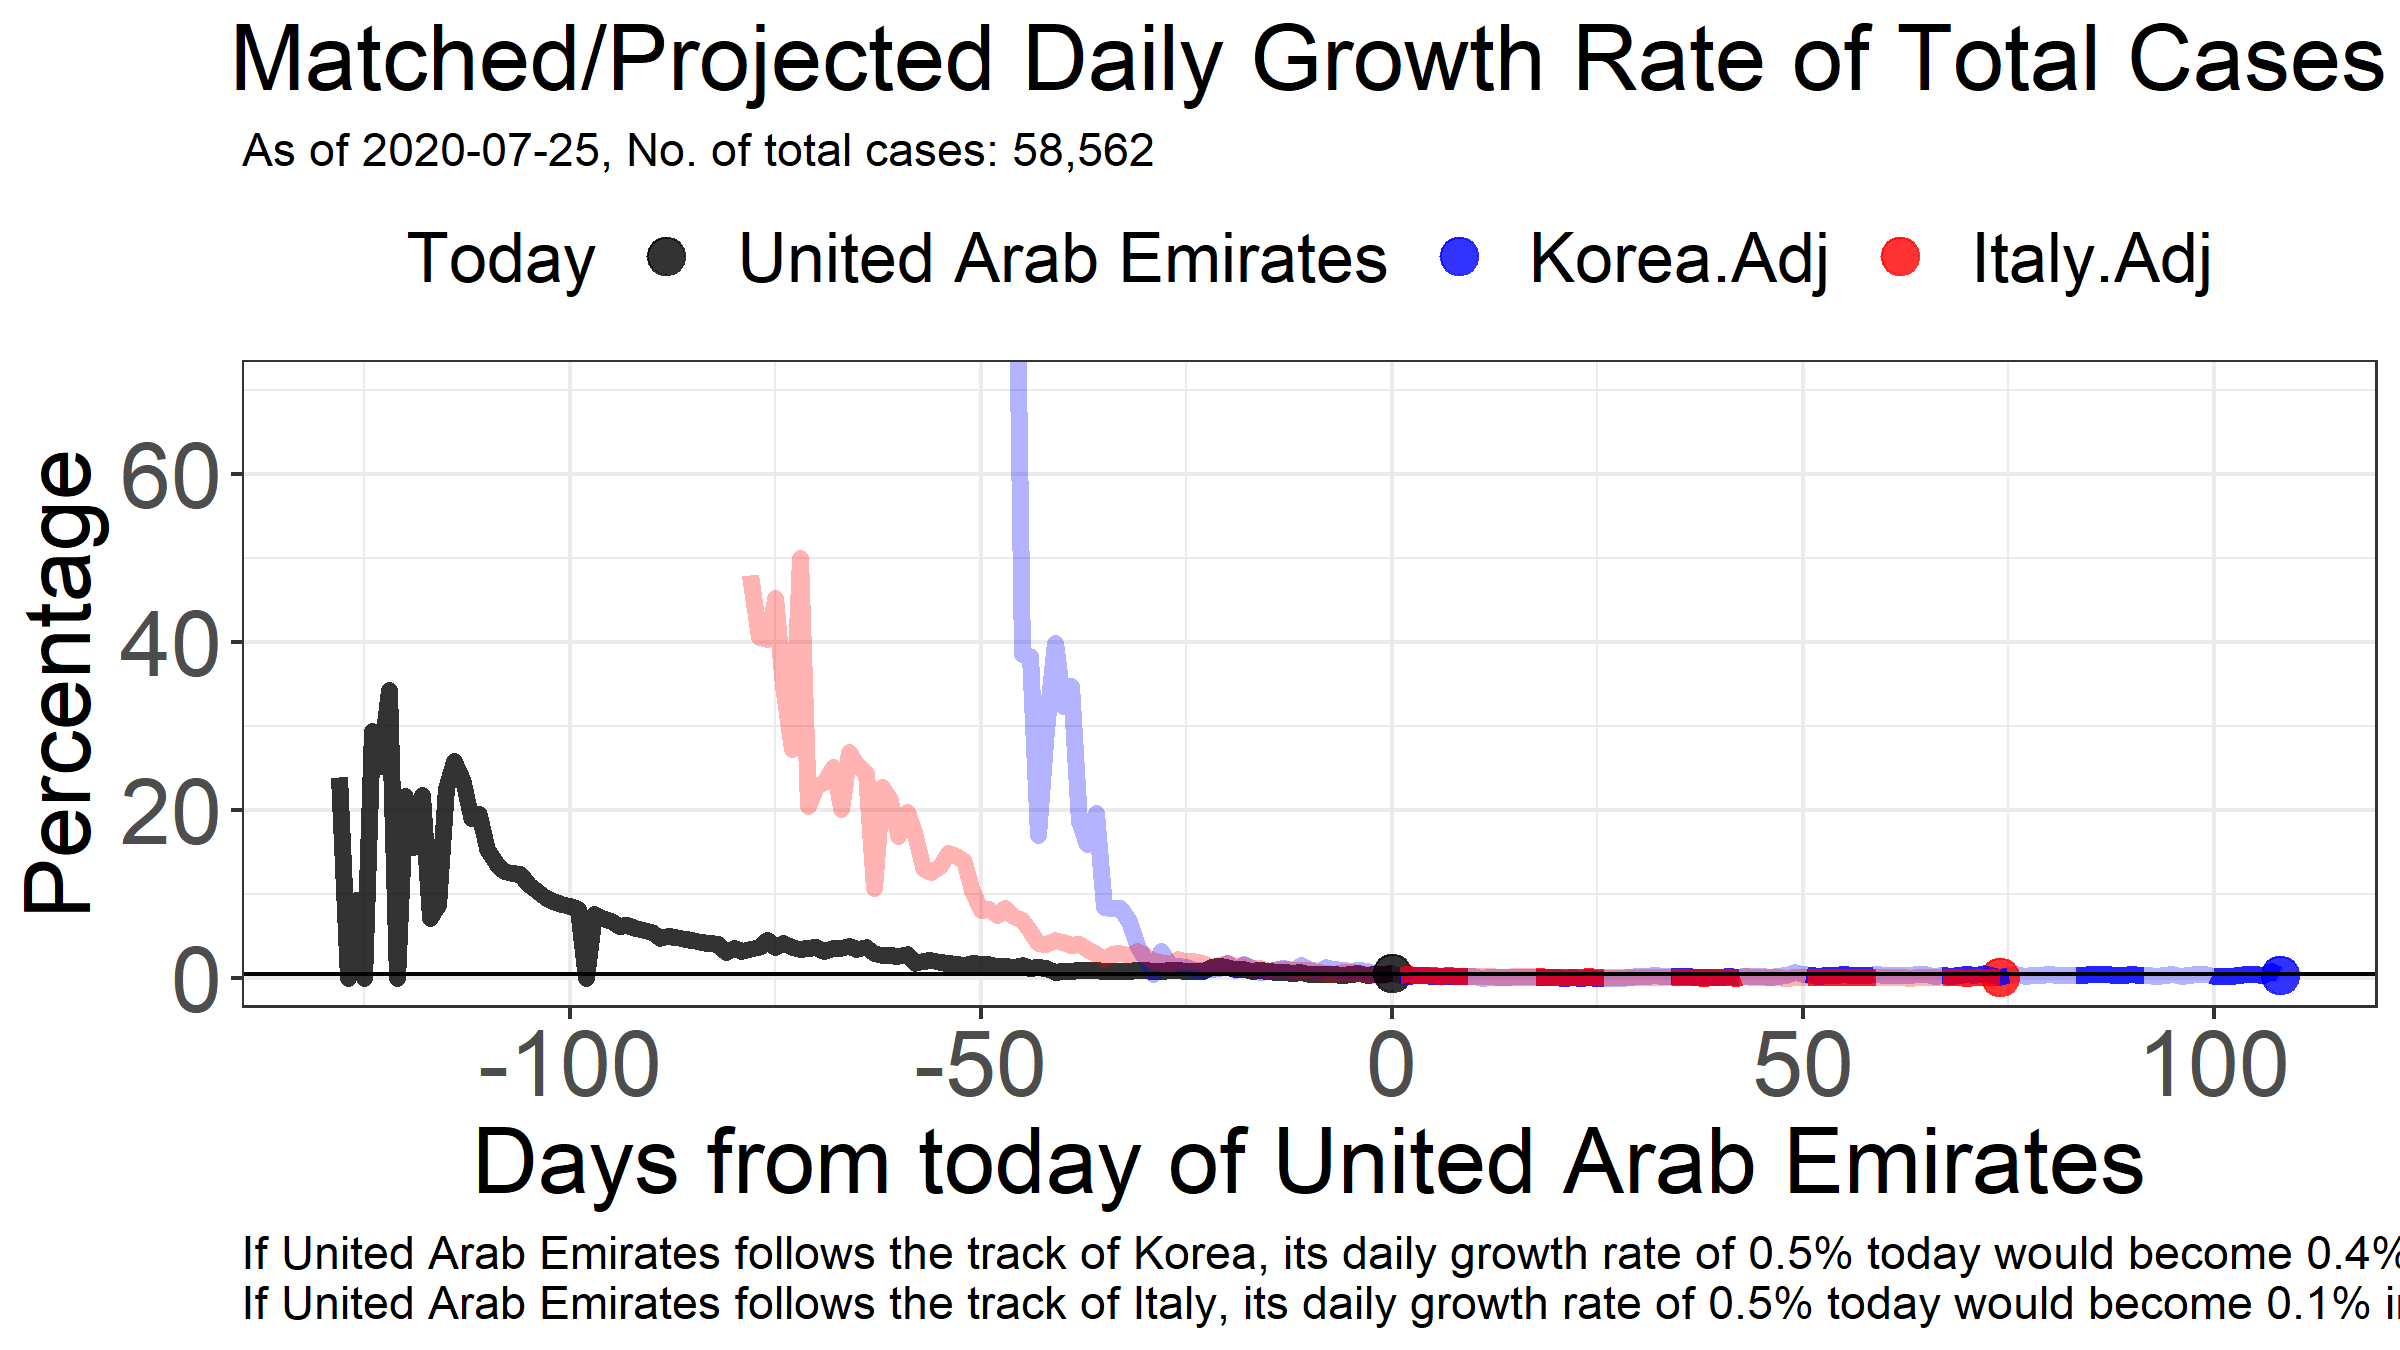 Matched/Projected Daily Growth Rate of Total Cases
As of 2020-07-25, No. of total cases: 58,562
Today United Arab Emirates Korea.Adj Italy.Adj
Percentage
60
40
20
0
-100 -50 0 50 100
Days from today of United Arab Emirates
If United Arab Emirates follows the track of Korea, its daily growth rate of 0.5% today would become 0.4%
If United Arab Emirates follows the track of Italy, its daily growth rate of 0.5% today would become 0.1%